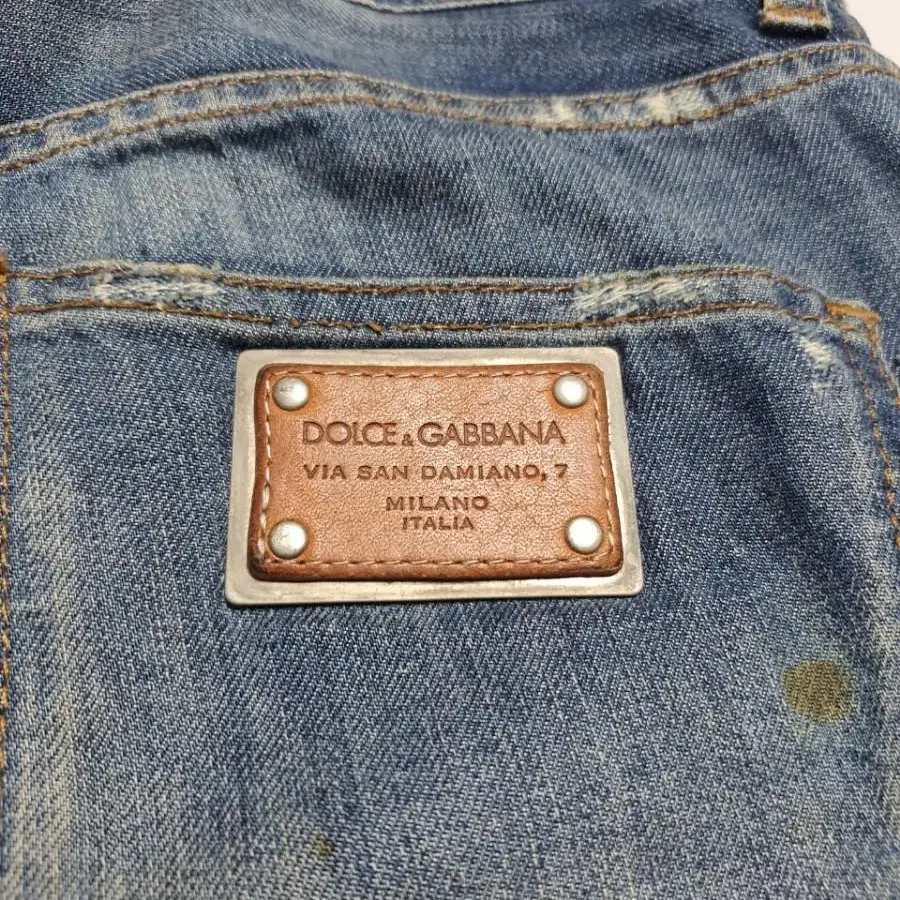 DOLCE & GABBANA
VIA SAN DAMIANO, 7
MILANO
ITALIA